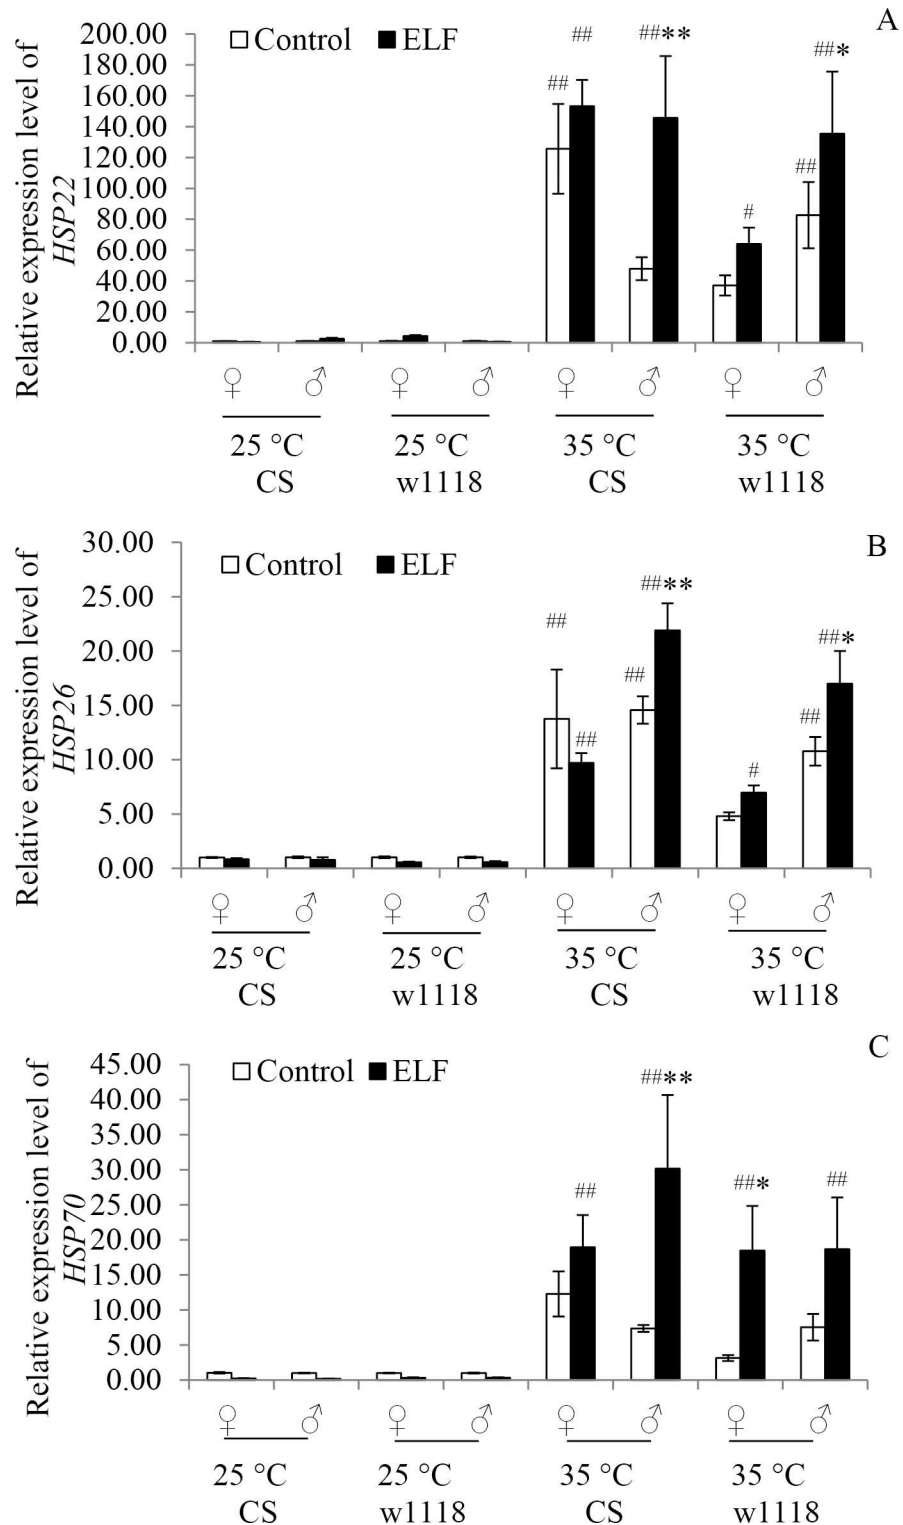 A
Relative expression level of
HSP22
200.00
180.00
160.00
140.00
120.00
100.00
80.00
60.00
40.00
20.00
0.00
Control ELF
## ## ##** ## # ##*
♀ ♂ ♀ ♂ ♀ ♂ ♀ ♂
25 °C 25 °C 35 °C 35 °C
CS w1118 CS w1118
B
Relative expression level of
HSP26
30.00
25.00
20.00
15.00
10.00
5.00
0.00
Control ELF
## ## ## ##** # ## ##*
♀ ♂ ♀ ♂ ♀ ♂ ♀ ♂
25 °C 25 °C 35 °C 35 °C
CS w1118 CS w1118
C
Relative expression level of
HSP70
45.00
40.00
35.00
30.00
25.00
20.00
15.00
10.00
5.00
0.00
Control ELF
## ##** ##* ##
♀ ♂ ♀ ♂ ♀ ♂ ♀ ♂
25 °C 25 °C 35 °C 35 °C
CS w1118 CS w1118